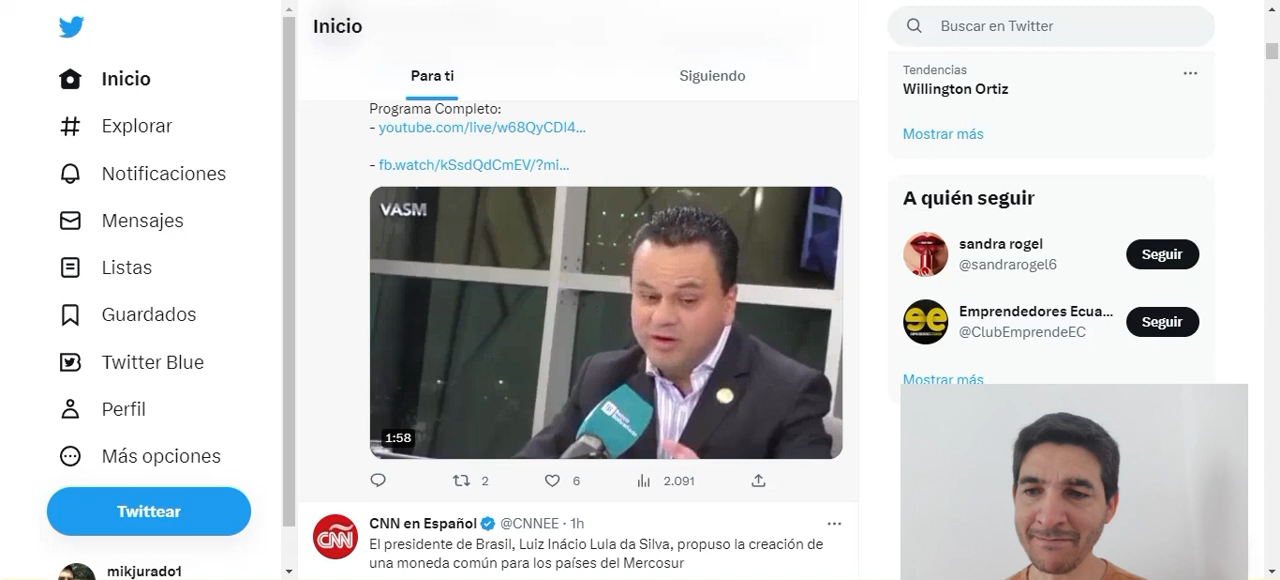 Inicio
Explorar
Notificaciones
Mensajes
Listas
Guardados
Twitter Blue
Perfil
Más opciones
Twittear
mikjurado1
Inicio
Para ti
Siguiendo
Programa Completo:
- youtube.com/live/w68QyCDI4...
- fb.watch/kSsdQdCmEV/?mi...
VASM
1:58
2
6
2.091
CNN en Español @CNNEE · 1h
El presidente de Brasil, Luiz Inácio Lula da Silva, propuso la creación de
una moneda común para los países del Mercosur
CNN
Buscar en Twitter
Tendencias
Willington Ortiz
Mostrar más
A quién seguir
sandra rogel
@sandrarogel6
Seguir
ee
Emprendedores Ecua...
@ClubEmprendeEC
Seguir
Mostrar más